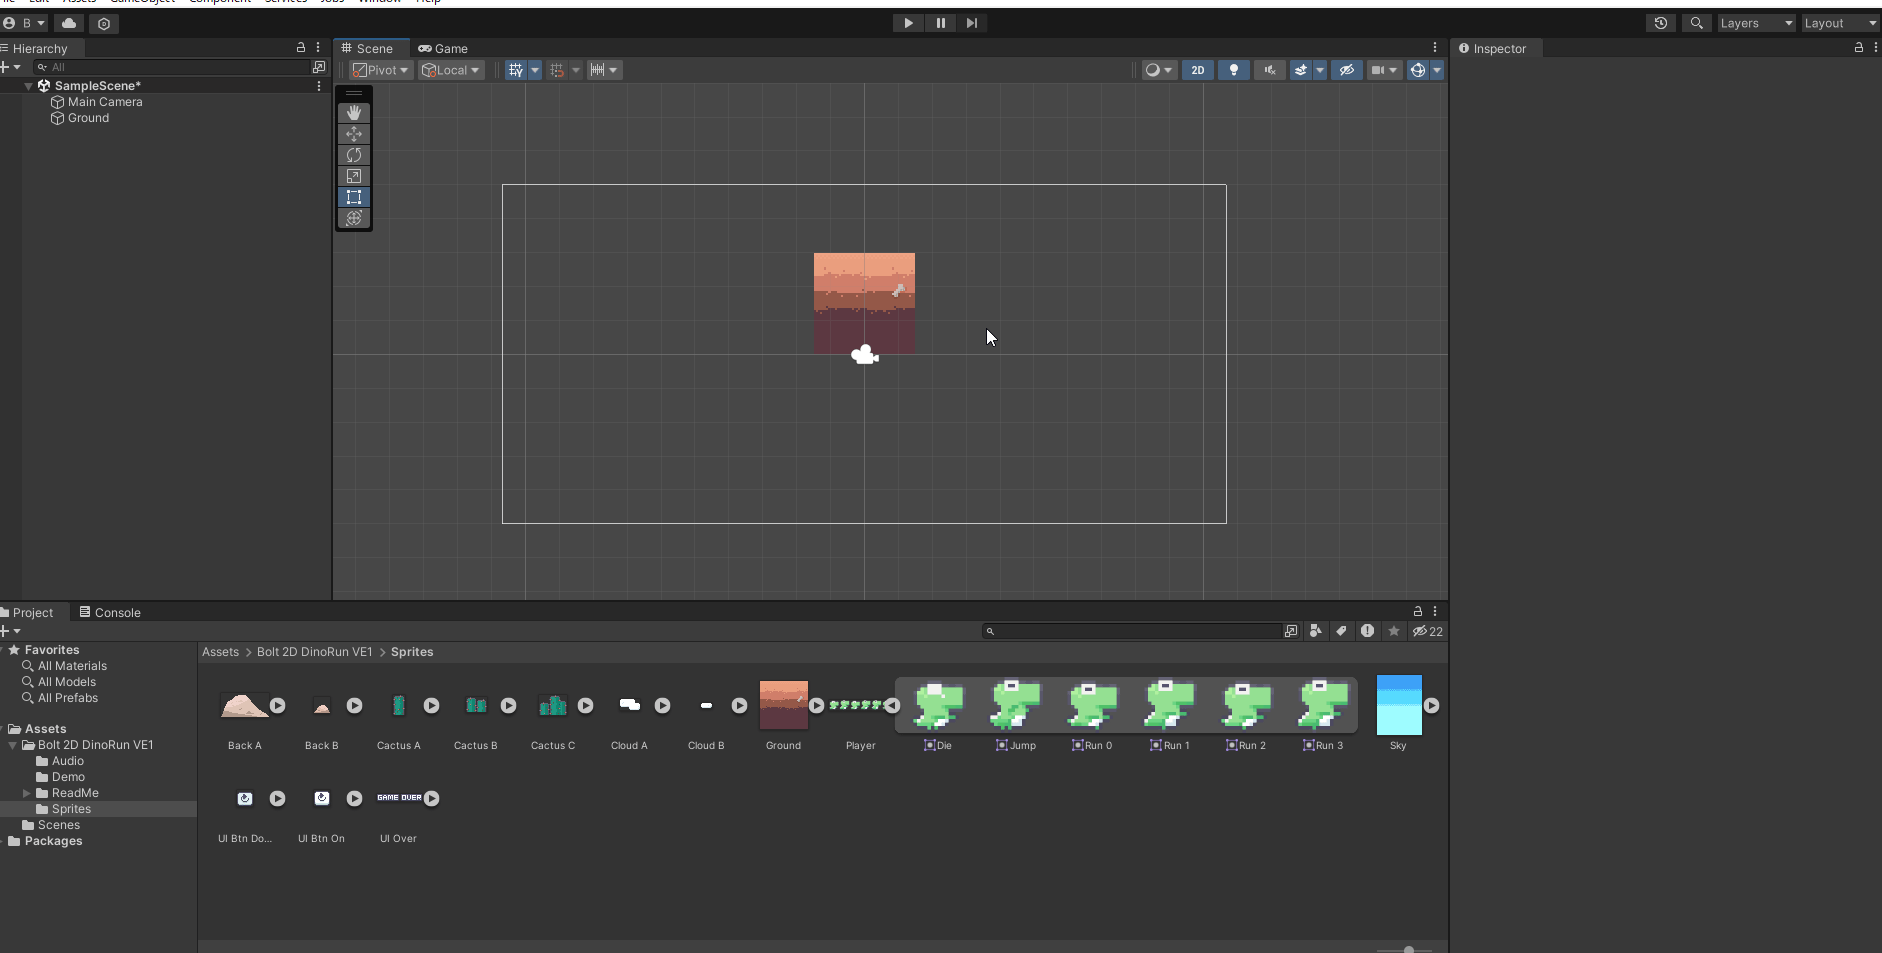 B
Layers
Layout
Hierarchy
Scene
Game
Inspector
All
Pivot
Local
2D
SampleScene*
Main Camera
Ground
Project
Console
22
Favorites
All Materials
All Models
All Prefabs
Assets
Bolt 2D DinoRun VE1
Audio
Demo
ReadMe
Sprites
Scenes
Packages
Assets > Bolt 2D DinoRun VE1 > Sprites
Back A
Back B
Cactus A
Cactus B
Cactus C
Cloud A
Cloud B
Ground
Player
Die
Jump
Run 0
Run 1
Run 2
Run 3
Sky
GAME OVER
UI Btn Do...
UI Btn On
UI Over